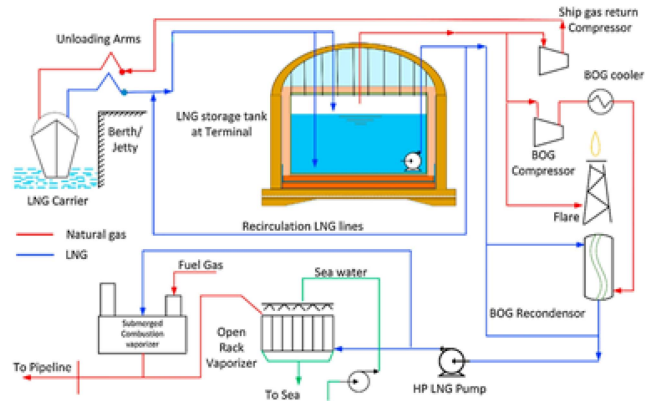 Ship gas return
Compressor
Unloading Arms
BOG cooler
LNG storage tank
at Terminal
Berth/
Jetty
BOG
Compressor
LNG Carrier
Flare
Recirculation LNG lines
Natural gas
LNG
Fuel Gas
Sea water
BOG Recondensor
Submerged
Combustion
vaporizer
Open
Rack
Vaporizer
To Pipeline
To Sea
HP LNG Pump